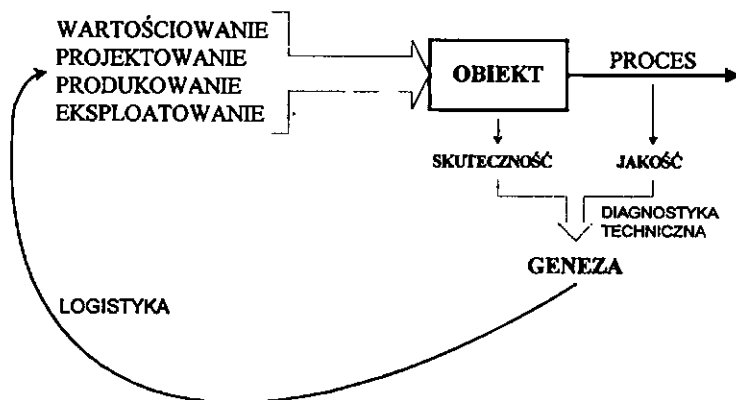 WARTOŚCIOWANIE
PROJEKTOWANIE
PRODUKOWANIE
EKSPLOATOWANIE
OBIEKT
PROCES
SKUTECZNOŚĆ
JAKOŚĆ
DIAGNOSTYKA
TECHNICZNA
GENEZA
LOGISTYKA